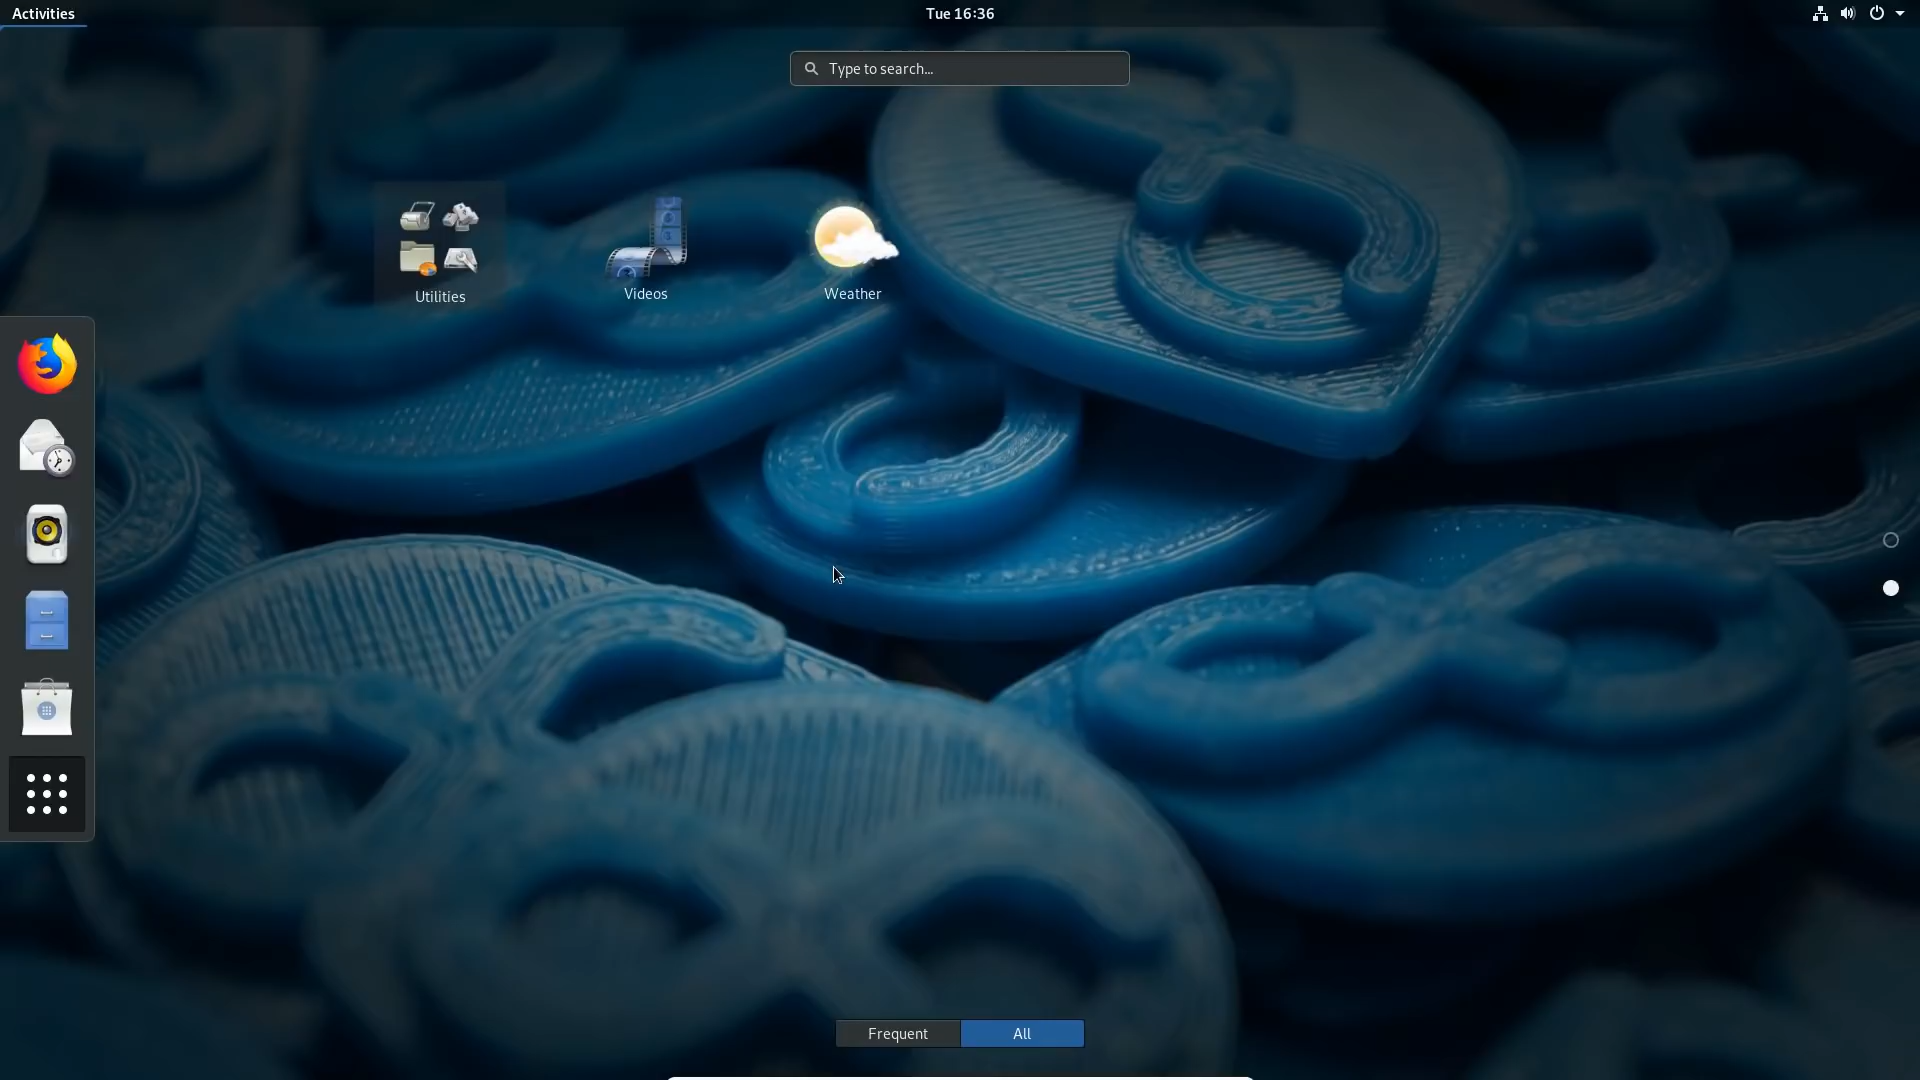 Activities
Tue 16:36
Type to search...
Utilities
Videos
Weather
Frequent
All